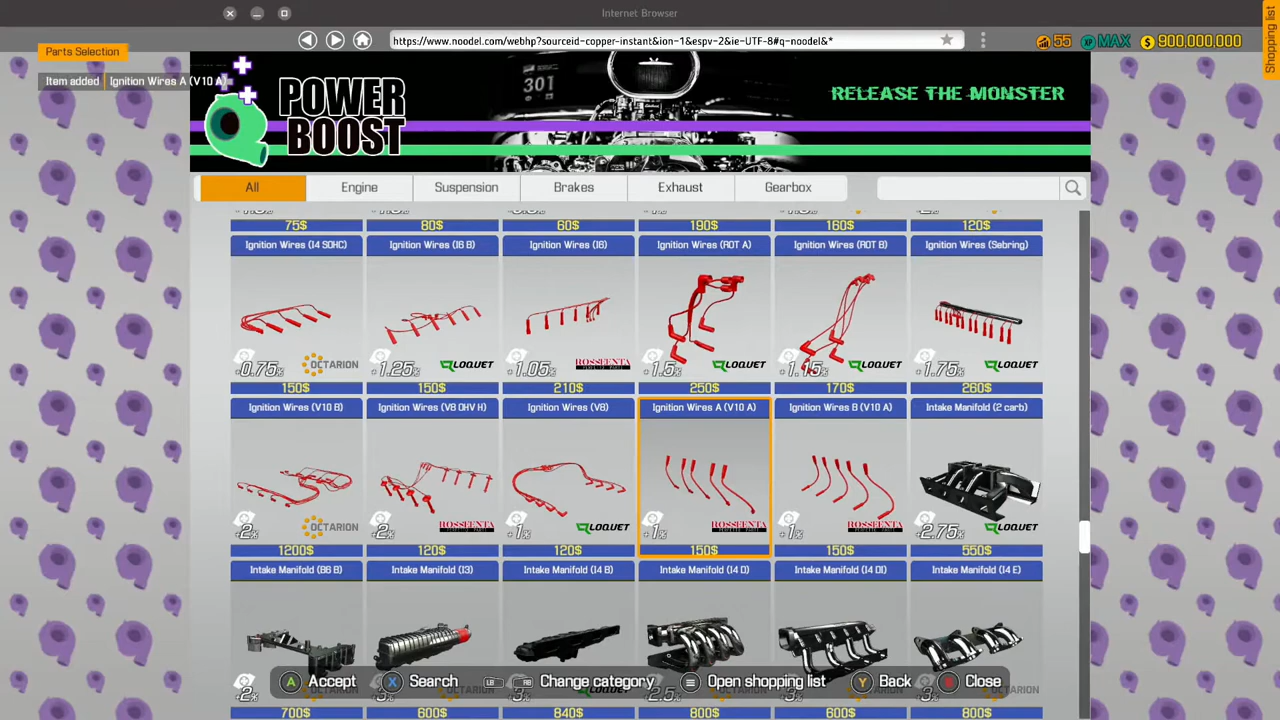 Internet Browser
Shopping list
https://www.noodel.com/webhp?sourceid-copper-instant&ion-1&espv-2&ie-UTF-8#q-noodel&*
55 XP MAX $ 900,000,000
Parts Selection
Item added Ignition Wires A (V10 A)
POWER BOOST
301
RELEASE THE MONSTER
All Engine Suspension Brakes Exhaust Gearbox
75$ 80$ 60$ 190$ 160$ 120$
Ignition Wires (I4 SOHC) Ignition Wires (I6 B) Ignition Wires (I6) Ignition Wires (ROT A) Ignition Wires (ROT B) Ignition Wires (Sebring)
+0.75% OCTARION +1.25% LOQUET +1.05% ROSSFENTA +1.5% LOQUET +1.15% LOQUET +1.75% LOQUET
150$ 150$ 210$ 250$ 170$ 260$
Ignition Wires (V10 B) Ignition Wires (V8 OHV H) Ignition Wires (V8) Ignition Wires A (V10 A) Ignition Wires B (V10 A) Intake Manifold (2 carb)
+2% OCTARION +2% ROSSFENTA +1% LOQUET +1% ROSSFENTA +1% ROSSFENTA +2.75% LOQUET
1200$ 120$ 120$ 150$ 150$ 550$
Intake Manifold (B6 B) Intake Manifold (I3) Intake Manifold (I4 B) Intake Manifold (I4 D) Intake Manifold (I4 DI) Intake Manifold (I4 E)
A Accept X Search LB RB Change category Open shopping list Y Back B Close
700$ 600$ 840$ 800$ 600$ 800$